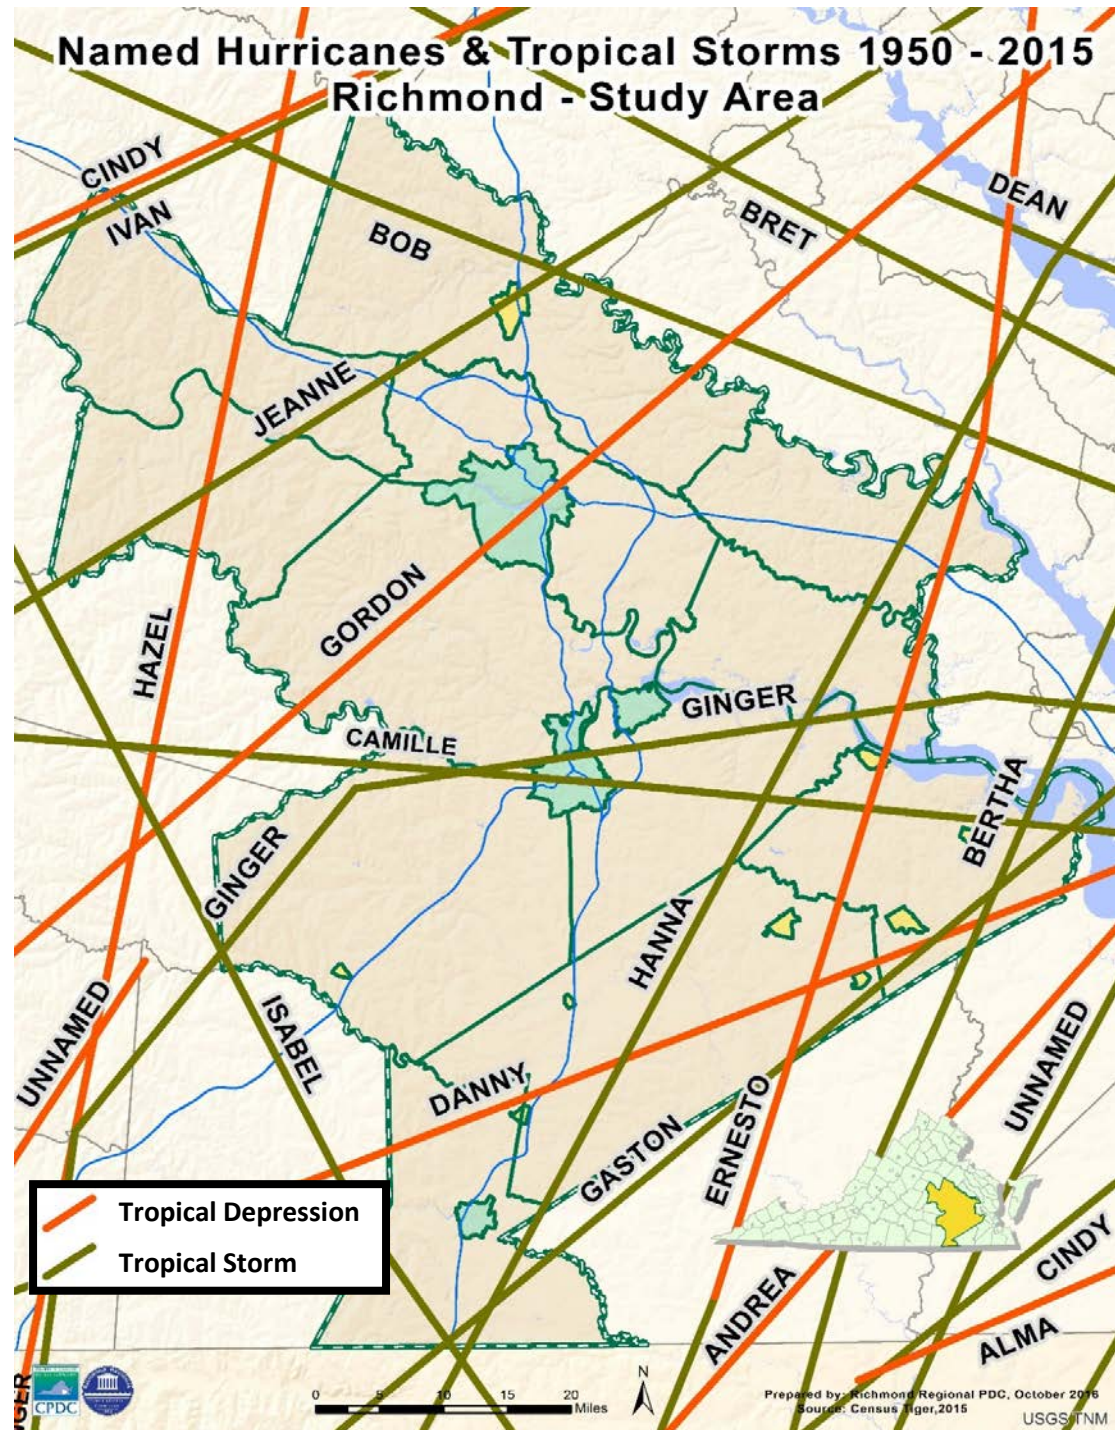 Named Hurricanes & Tropical Storms 1950 - 2015
Richmond - Study Area
CINDY
IVAN
BOB
BRET
DEAN
JEANNE
HAZEL
GORDON
GINGER
CAMILLE
BERTHA
GINGER
HANNA
UNNAMED
ISABEL
DANNY
UNNAMED
ERNESTO
GASTON
Tropical Depression
Tropical Storm
CINDY
ANDREA
ALMA
GER
CPDC
0 5 10 15 20
Miles
N
Prepared by: Richmond Regional PDC, October 2016
Source: Census Tiger,2015
USGS TNM